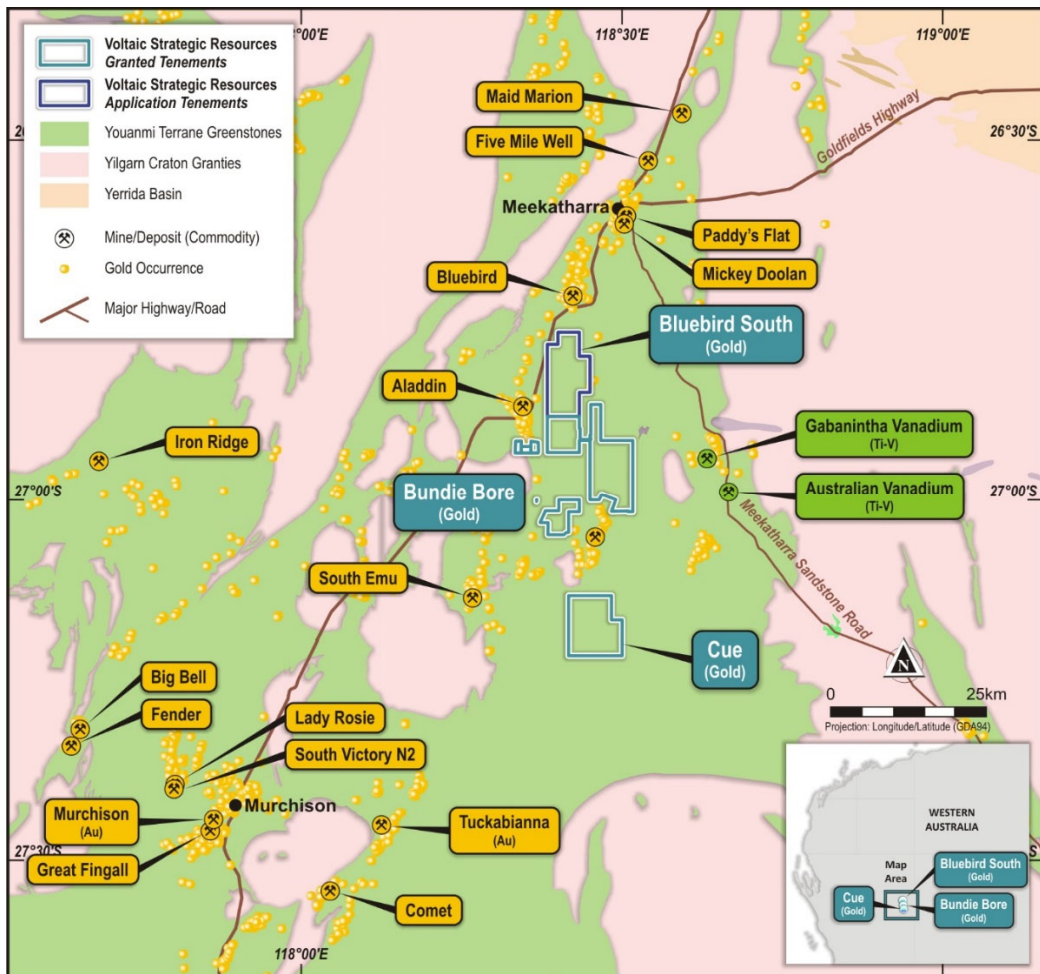 Voltaic Strategic Resources
Granted Tenements
Voltaic Strategic Resources
Application Tenements
Youanmi Terrane Greenstones
Yilgarn Craton Granties
Yerrida Basin
Mine/Deposit (Commodity)
Gold Occurrence
Major Highway/Road
00'E
118°30'E
119°00'E
26
26°30'S
Maid Marion
Five Mile Well
Goldfields Highway
Meekatharra
Paddy's Flat
Mickey Doolan
Bluebird
Bluebird South
(Gold)
Aladdin
Iron Ridge
Gabanintha Vanadium
(Ti-V)
27°00'S
Bundie Bore
(Gold)
Australian Vanadium
(Ti-V)
27°00'S
Meekatharra Sandstone Road
South Emu
Cue
(Gold)
N
0 25km
Projection: Longitude/Latitude (GDA94)
Big Bell
Fender
Lady Rosie
South Victory N2
Murchison
(Au)
Murchison
Tuckabianna
(Au)
Great Fingall
27°30'S
Comet
118°00'E
WESTERN
AUSTRALIA
Map
Area
Bluebird South
(Gold)
Cue
(Gold)
Bundie Bore
(Gold)